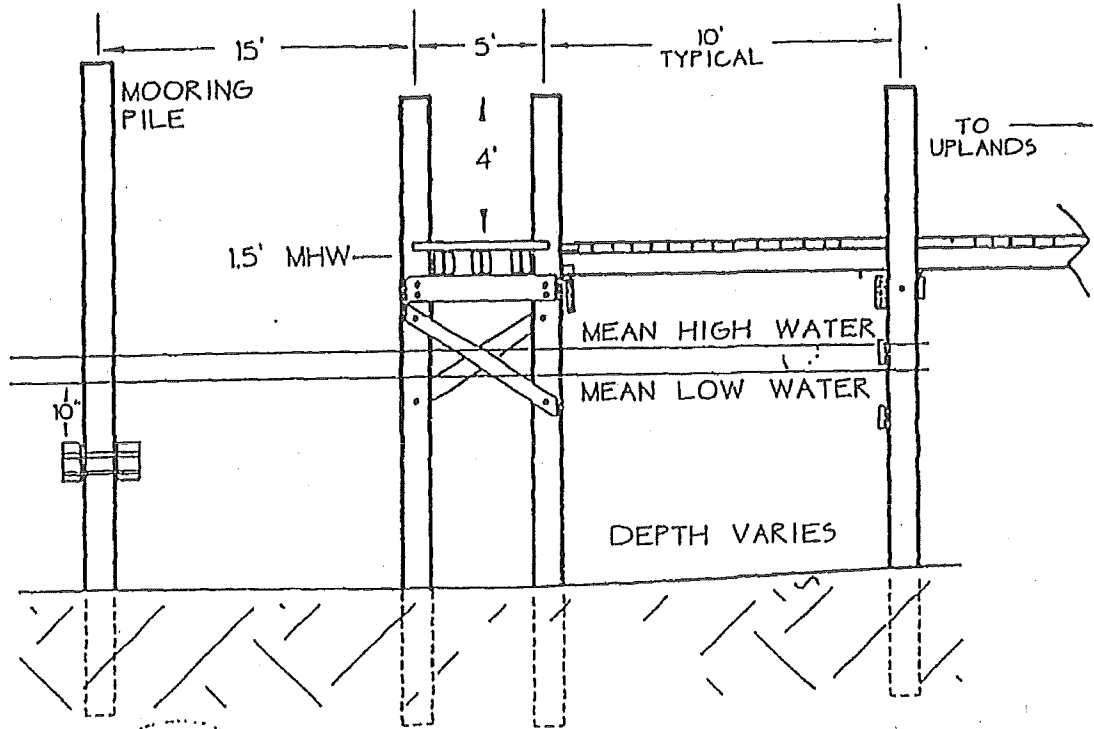 15'
5'
10'
TYPICAL
MOORING
PILE
4'
TO
UPLANDS
1.5' MHW
MEAN HIGH WATER
MEAN LOW WATER
10"
DEPTH VARIES